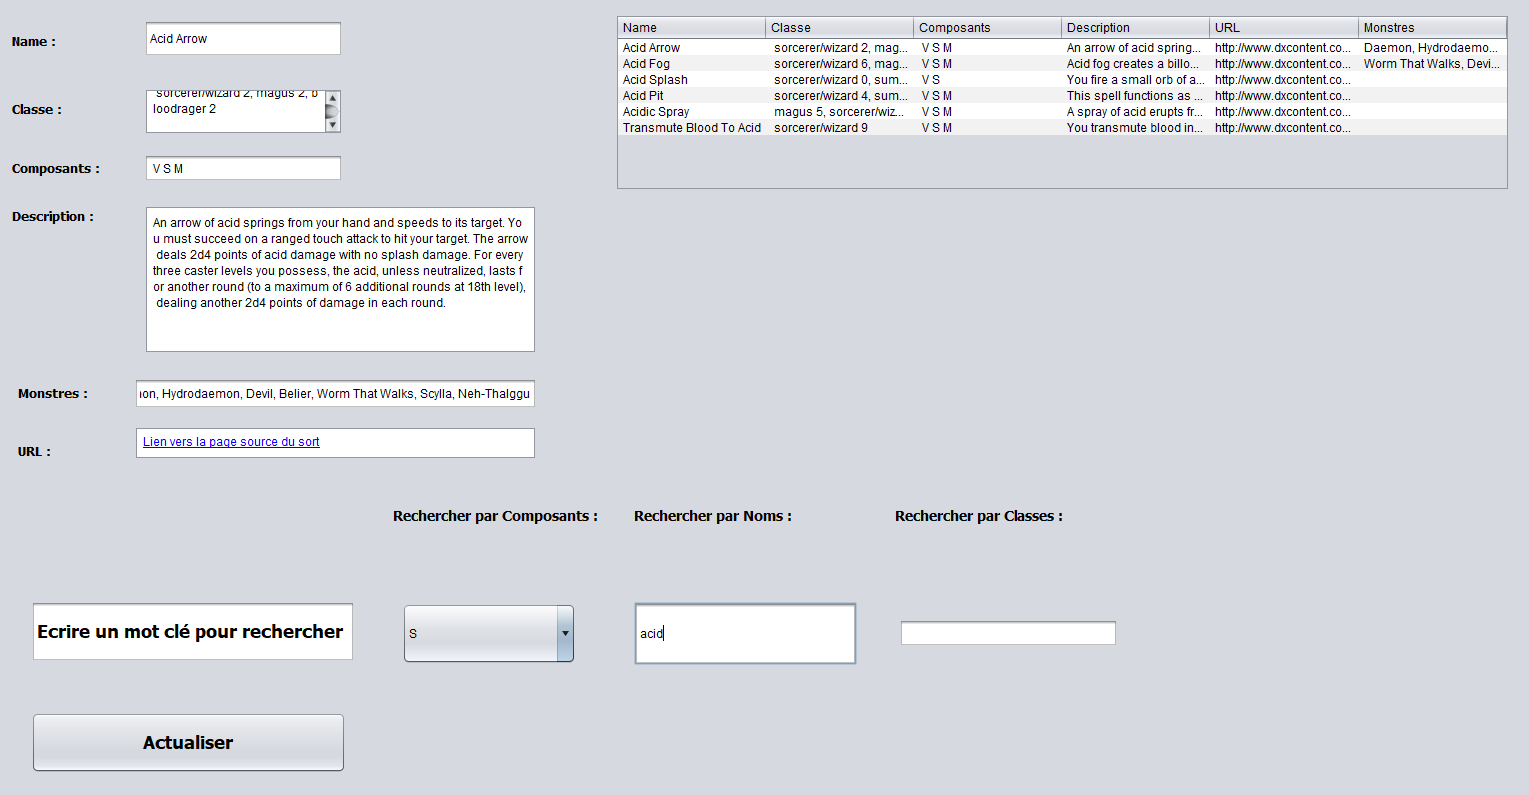 Name :
Acid Arrow
Classe :
sorcerer/wizard 2, magus 2, b
loodrager 2
Composants :
V S M
Description :
An arrow of acid springs from your hand and speeds to its target. Yo
u must succeed on a ranged touch attack to hit your target. The arrow
deals 2d4 points of acid damage with no splash damage. For every
three caster levels you possess, the acid, unless neutralized, lasts f
or another round (to a maximum of 6 additional rounds at 18th level),
dealing another 2d4 points of damage in each round.
Monstres :
ion, Hydrodaemon, Devil, Belier, Worm That Walks, Scylla, Neh-Thalggu
URL :
Lien vers la page source du sort
Name Classe Composants Description URL Monstres
Acid Arrow sorcerer/wizard 2, mag... V S M An arrow of acid spring... http://www.dxcontent.co... Daemon, Hydrodaemo...
Acid Fog sorcerer/wizard 6, mag... V S M Acid fog creates a billo... http://www.dxcontent.co... Worm That Walks, Devi...
Acid Splash sorcerer/wizard 0, sum... V S You fire a small orb of a... http://www.dxcontent.co...
Acid Pit sorcerer/wizard 4, sum... V S M This spell functions as ... http://www.dxcontent.co...
Acidic Spray magus 5, sorcerer/wiz... V S M A spray of acid erupts fr... http://www.dxcontent.co...
Transmute Blood To Acid sorcerer/wizard 9 V S M You transmute blood in... http://www.dxcontent.co...
Rechercher par Composants : Rechercher par Noms : Rechercher par Classes :
Ecrire un mot clé pour rechercher
S
acid
Actualiser